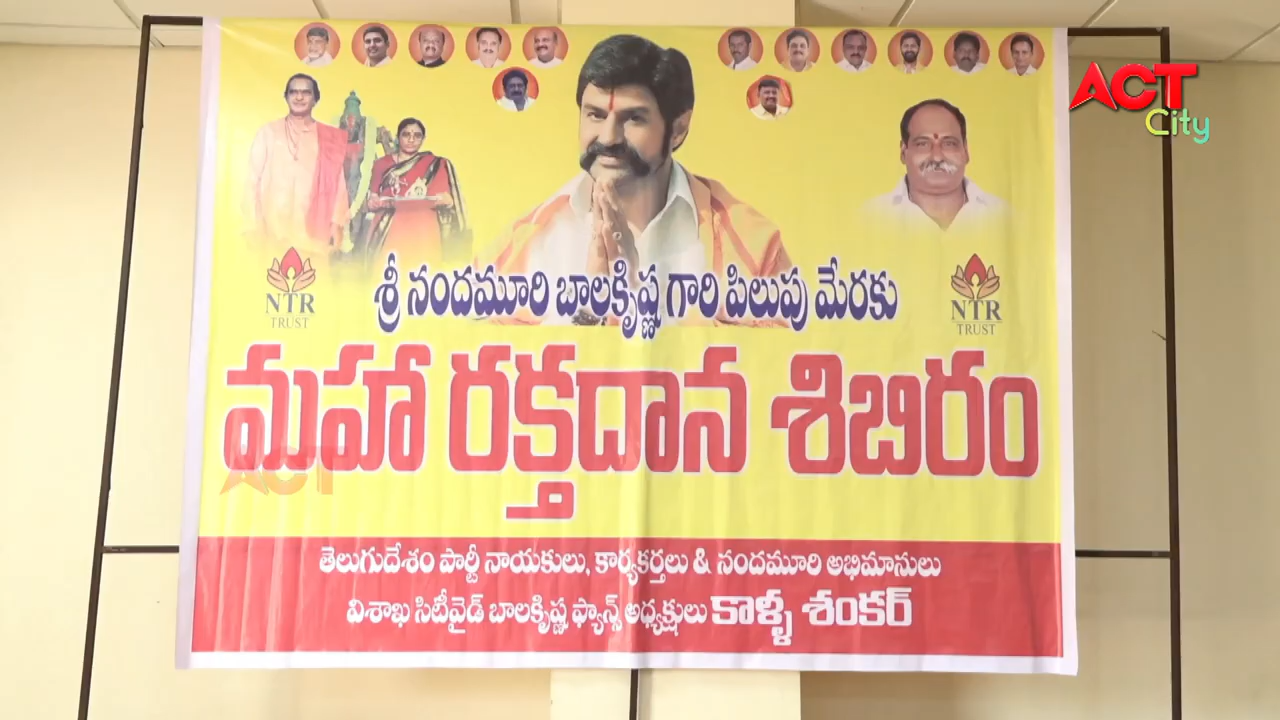 ACT
City
NTR
TRUST
NTR
TRUST
శ్రీ నందమూరి బాలకృష్ణ గారి పిలుపు మేరకు
మహా రక్తదాన శిబిరం
ACT
తెలుగుదేశం పార్టీ నాయకులు, కార్యకర్తలు & నందమూరి అభిమానులు
విశాఖ సిటీవైడ్ బాలకృష్ణ ఫ్యాన్స్ అధ్యక్షులు కాళ్ళ శంకర్